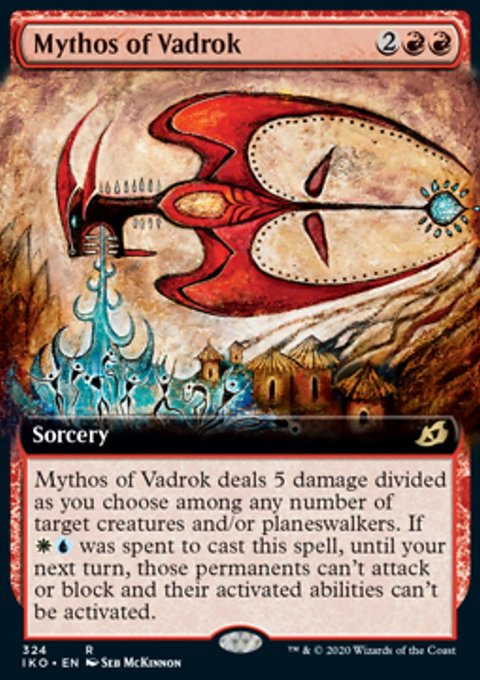 Mythos of Vadrok 2
Sorcery
Mythos of Vadrok deals 5 damage divided
as you choose among any number of
target creatures and/or planeswalkers. If
was spent to cast this spell, until your
next turn, those permanents can't attack
or block and their activated abilities can't
be activated.
324 R
IKO • EN Seb McKinnon
™ & © 2020 Wizards of the Coast